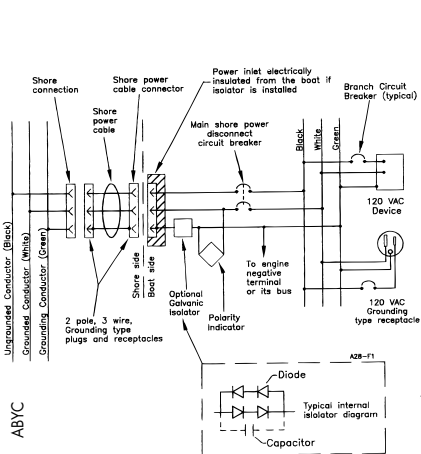 Power inlet electrically
insulated from the boat if
isolator is installed
Shore
connection
Shore power
cable connector
Branch Circuit
Breaker (typical)
Shore
power
cable
Main shore power
disconnect
circuit breaker
Black
White
Green
120 VAC
Device
Ungrounded Conductor (Black)
Grounded Conductor (White)
Grounding Conductor (Green)
Shore side
Boat side
To engine
negative
terminal
or its bus
Optional
Galvanic
Isolator
Polarity
Indicator
2 pole, 3 wire,
Grounding type
plugs and receptacles
120 VAC
Grounding
type receptacle
A28-F1
Diode
Typical internal
islolator diagram
Capacitor
ABYC